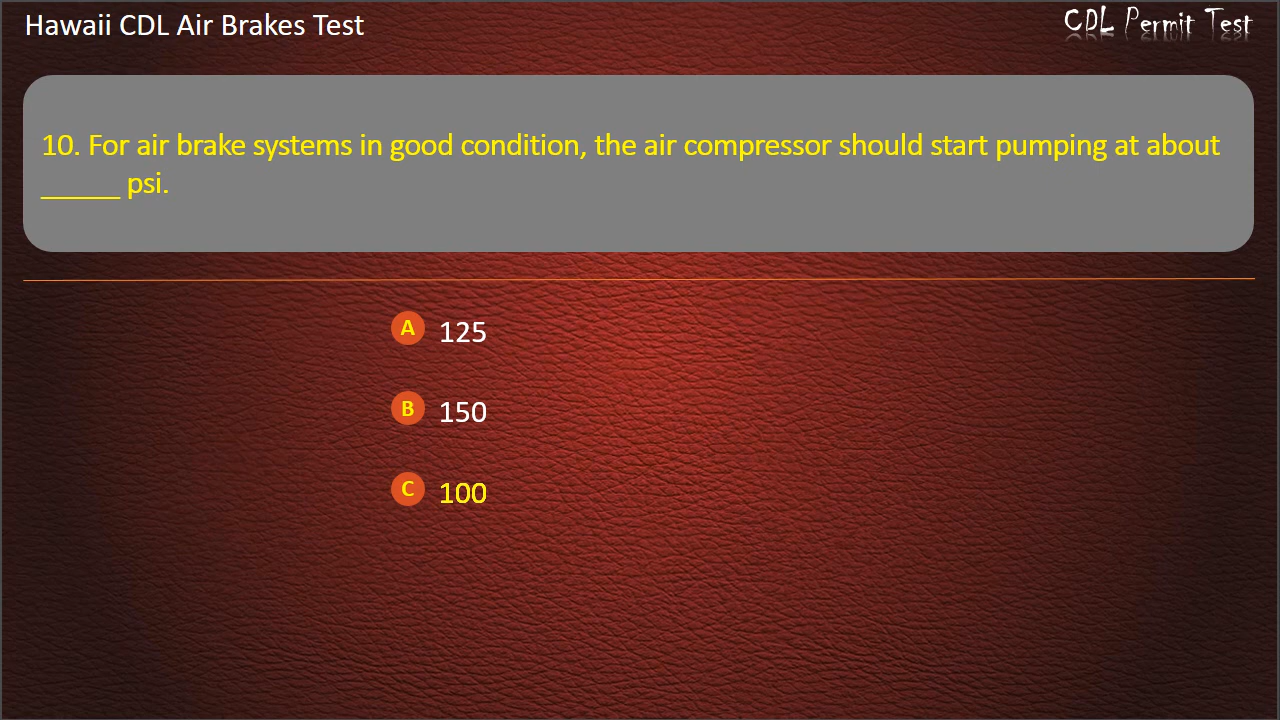 Hawaii CDL Air Brakes Test
CDL Permit Test
10. For air brake systems in good condition, the air compressor should start pumping at about
______ psi.
A 125
B 150
C 100